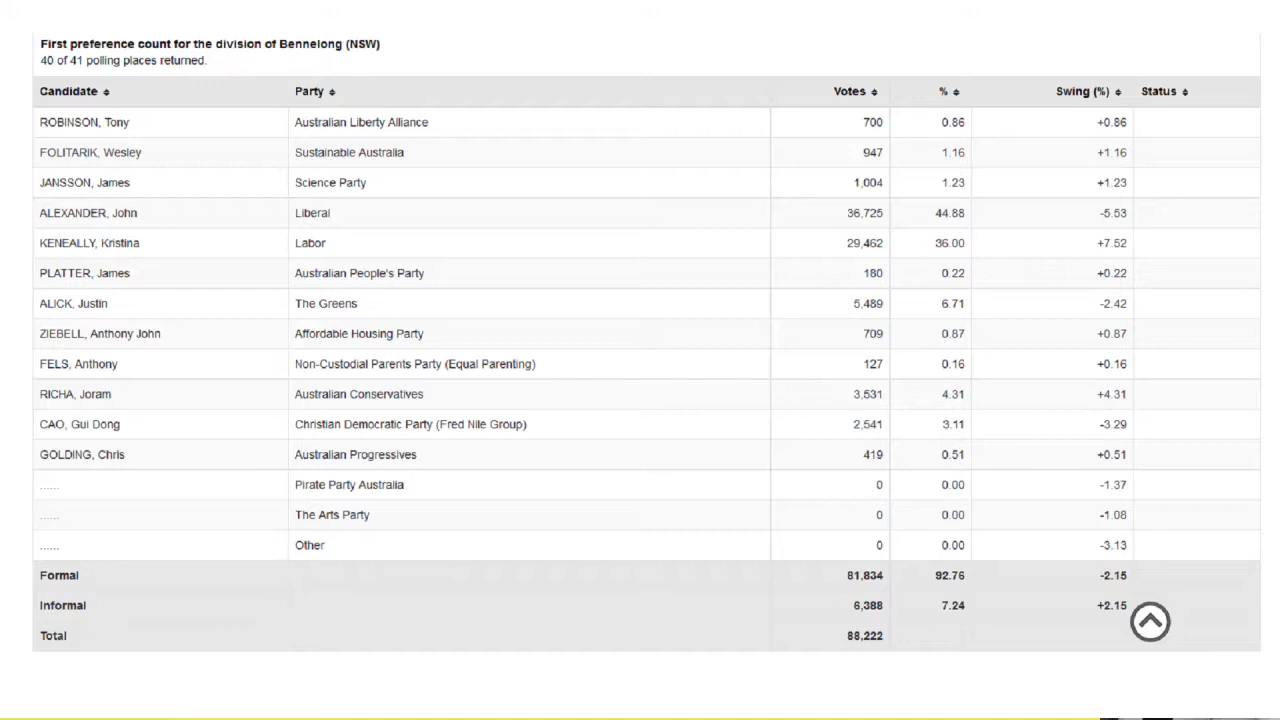 First preference count for the division of Bennelong (NSW)
40 of 41 polling places returned.
Candidate Party Votes % Swing (%) Status
ROBINSON, Tony Australian Liberty Alliance 700 0.86 +0.86
FOLITARIK, Wesley Sustainable Australia 947 1.16 +1.16
JANSSON, James Science Party 1,004 1.23 +1.23
ALEXANDER, John Liberal 36,725 44.88 -5.53
KENEALLY, Kristina Labor 29,462 36.00 +7.52
PLATTER, James Australian People's Party 180 0.22 +0.22
ALICK, Justin The Greens 5,489 6.71 -2.42
ZIEBELL, Anthony John Affordable Housing Party 709 0.87 +0.87
FELS, Anthony Non-Custodial Parents Party (Equal Parenting) 127 0.16 +0.16
RICHA, Joram Australian Conservatives 3,531 4.31 +4.31
CAO, Gui Dong Christian Democratic Party (Fred Nile Group) 2,541 3.11 -3.29
GOLDING, Chris Australian Progressives 419 0.51 +0.51
...... Pirate Party Australia 0 0.00 -1.37
...... The Arts Party 0 0.00 -1.08
...... Other 0 0.00 -3.13
Formal 81,834 92.76 -2.15
Informal 6,388 7.24 +2.15
Total 88,222